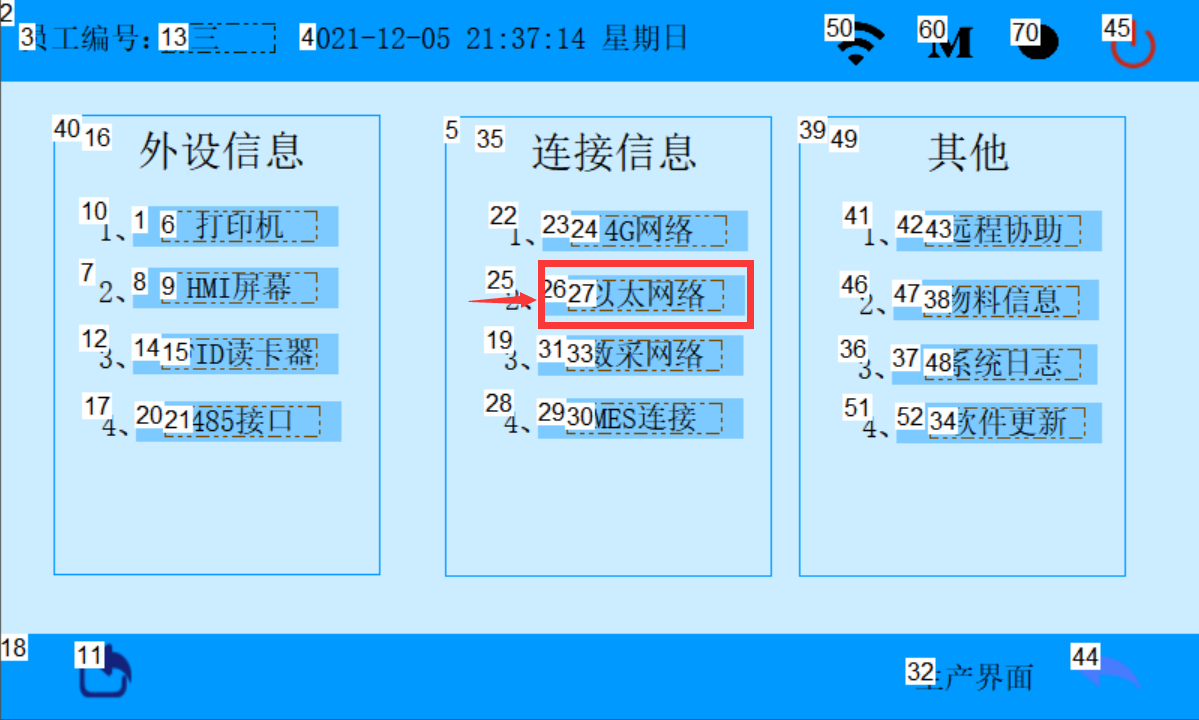 2
3 员工编号: 13 三
4 021-12-05 21:37:14 星期日
50
60 M
70
45
40 16 外设信息
10 1、 1 6 打印机
7 2、 8 9 HMI屏幕
12 3、 14 15 ID读卡器
17 4、 20 21 485接口
5 35 连接信息
22 1、 23 24 4G网络
25 2、 26 27 以太网络
19 3、 31 33 数采网络
28 4、 29 30 MES连接
39 49 其他
41 1、 42 43 远程协助
46 2、 47 38 物料信息
36 3、 37 48 系统日志
51 4、 52 34 软件更新
18
11
32 生产界面
44